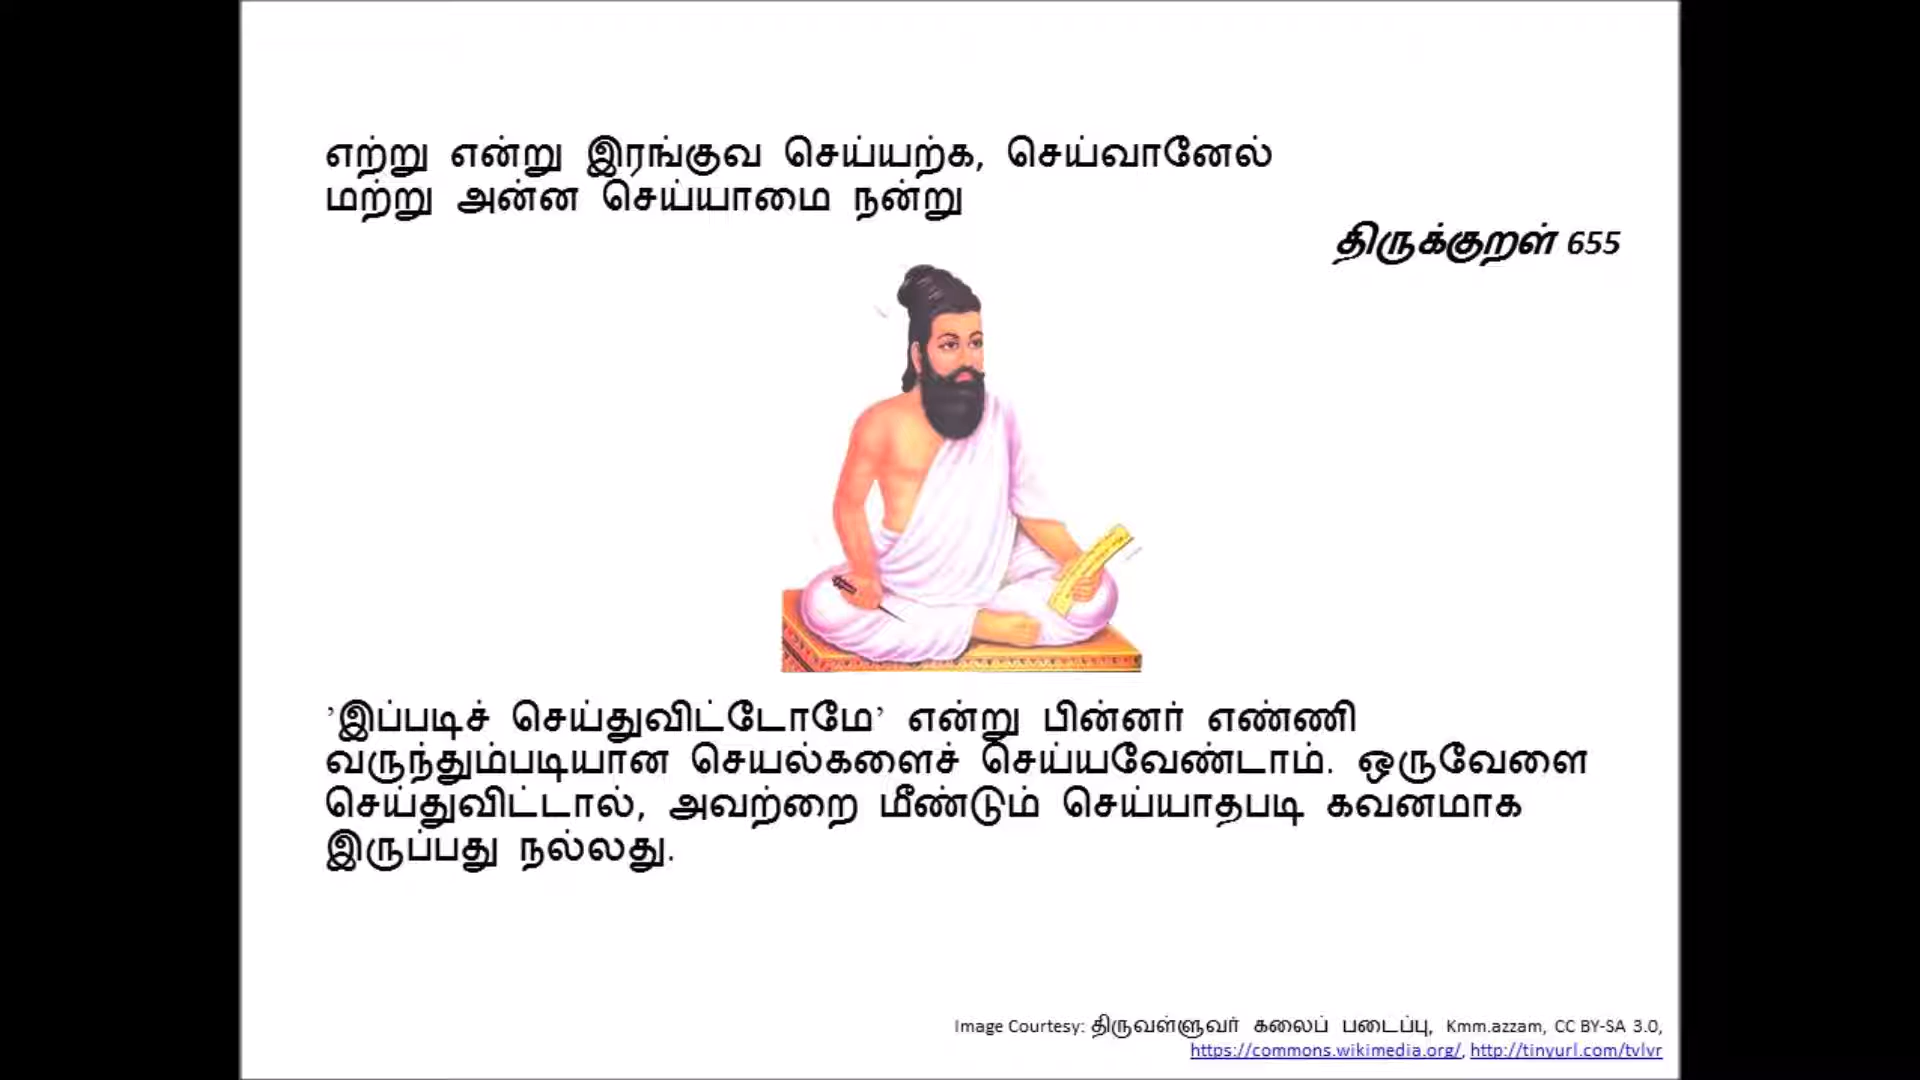 எற்று என்று இரங்குவ செய்யற்க, செய்வானேல்
மற்று அன்ன செய்யாமை நன்று
திருக்குறள் 655
’இப்படிச் செய்துவிட்டோமே’ என்று பின்னர் எண்ணி
வருந்தும்படியான செயல்களைச் செய்யவேண்டாம். ஒருவேளை
செய்துவிட்டால், அவற்றை மீண்டும் செய்யாதபடி கவனமாக
இருப்பது நல்லது.
Image Courtesy: திருவள்ளுவர் கலைப் படைப்பு, Kmm.azzam, CC BY-SA 3.0,
https://commons.wikimedia.org/, http://tinyurl.com/tvlvr